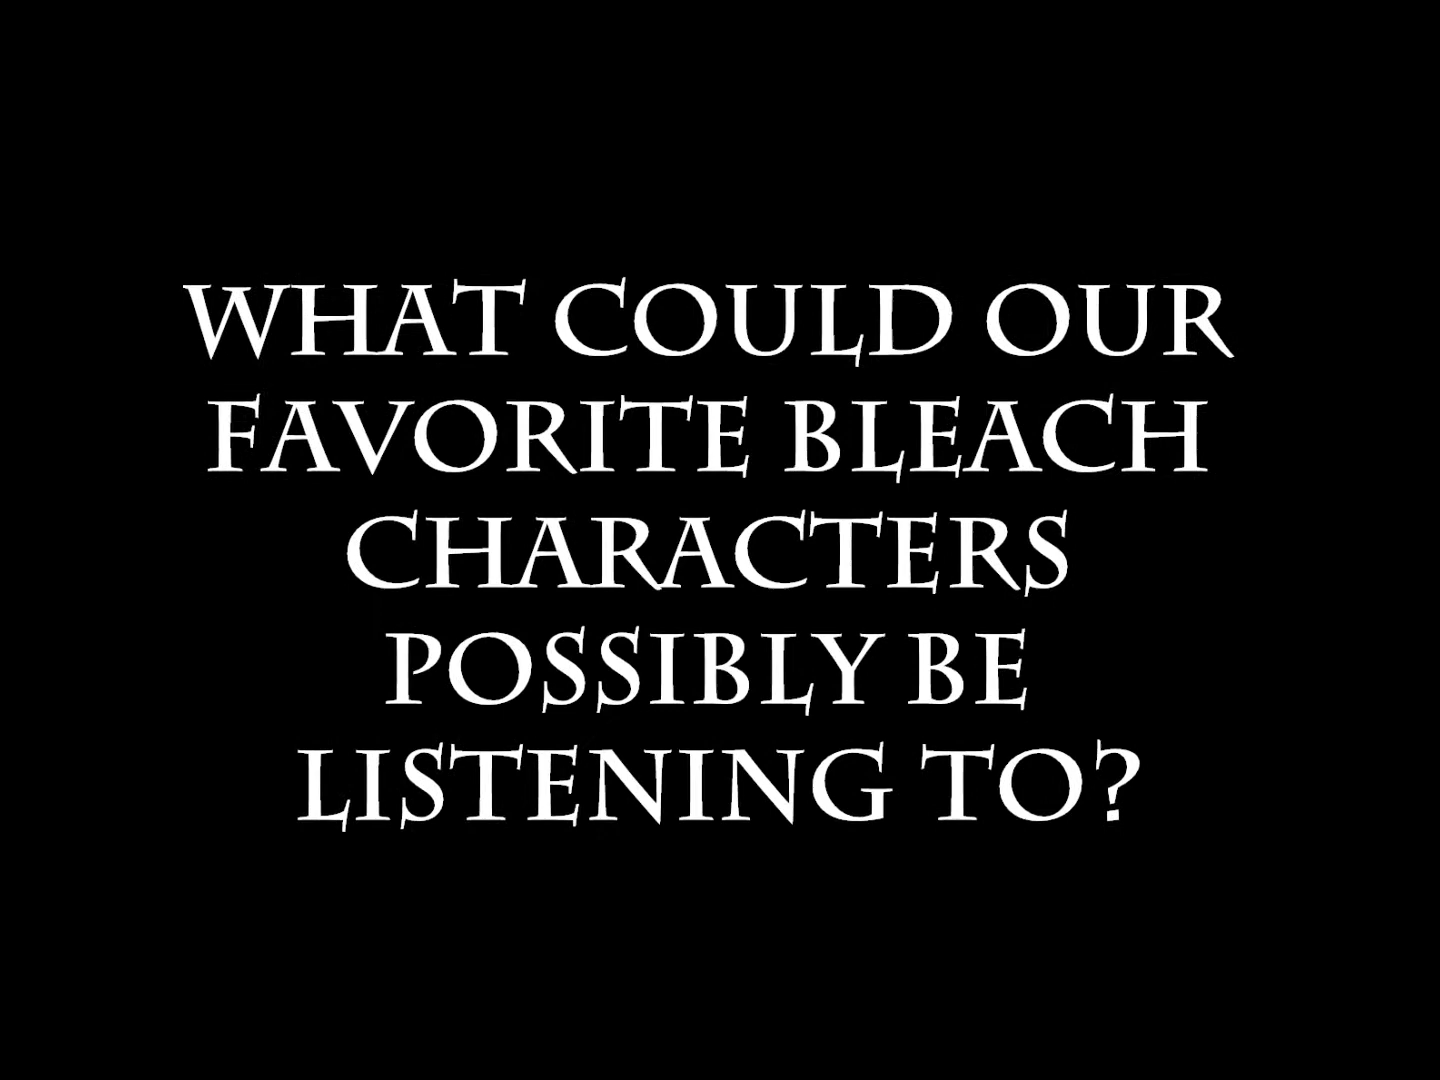 WHAT COULD OUR
FAVORITE BLEACH
CHARACTERS
POSSIBLY BE
LISTENING TO?